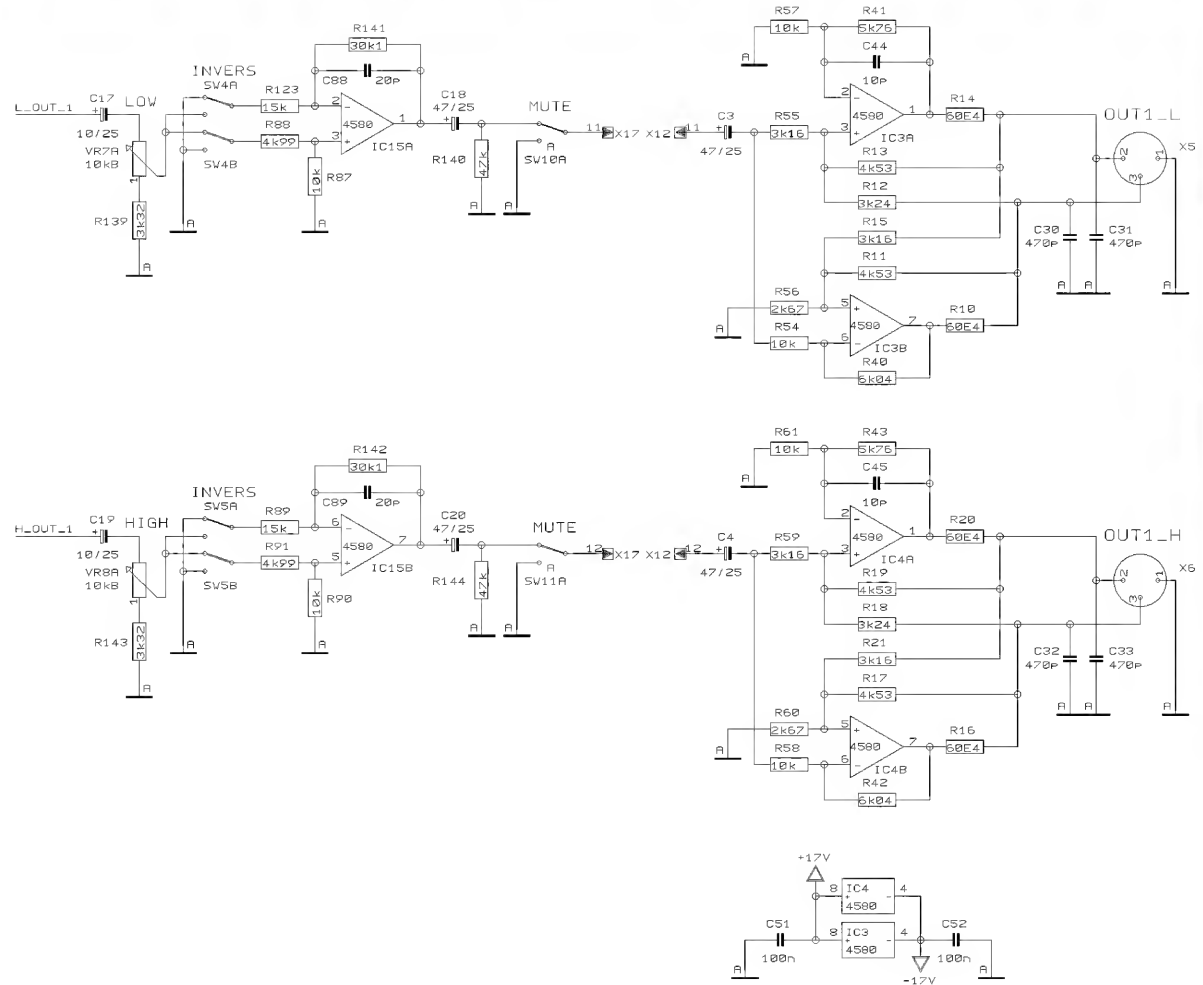 R141
30k1
C88 20p
INVERS
SW4A
L_OUT_1
C17
+
10/25
LOW
VR7A
10kB
1
R139
3k32
A
SW4B
A
R123
15k
R88
4k99
R87
10k
A
2 -
4580
3 +
1
IC15A
C18
47/25
+
R140
47k
A
MUTE
A
SW10A
11 X17
X12 11
C3
+
47/25
R57
10k
A
R41
5k76
C44
10p
R55
3k16
2 -
4580
3 +
1
IC3A
R14
60E4
R13
4k53
R12
3k24
R15
3k16
R11
4k53
R56
2k67
A
R54
10k
5 +
4580
6 -
7
IC3B
R10
60E4
R40
6k04
OUT1_L
2 1
3
X5
C30
470p
C31
470p
A A A
R142
30k1
C89 20p
INVERS
SW5A
H_OUT_1
C19
+
10/25
HIGH
VR8A
10kB
1
R143
3k32
A
SW5B
A
R89
15k
R91
4k99
R90
10k
A
6 -
4580
5 +
7
IC15B
C20
47/25
+
R144
47k
A
MUTE
A
SW11A
12 X17
X12 12
C4
+
47/25
R61
10k
A
R43
5k76
C45
10p
R59
3k16
2 -
4580
3 +
1
IC4A
R20
60E4
R19
4k53
R18
3k24
R21
3k16
R17
4k53
R60
2k67
A
R58
10k
5 +
4580
6 -
7
IC4B
R16
60E4
R42
6k04
OUT1_H
2 1
3
X6
C32
470p
C33
470p
A A A
+17V
8 + IC4 - 4
4580
C51
100n
A
8 + IC3 - 4
4580
C52
100n
A
-17V